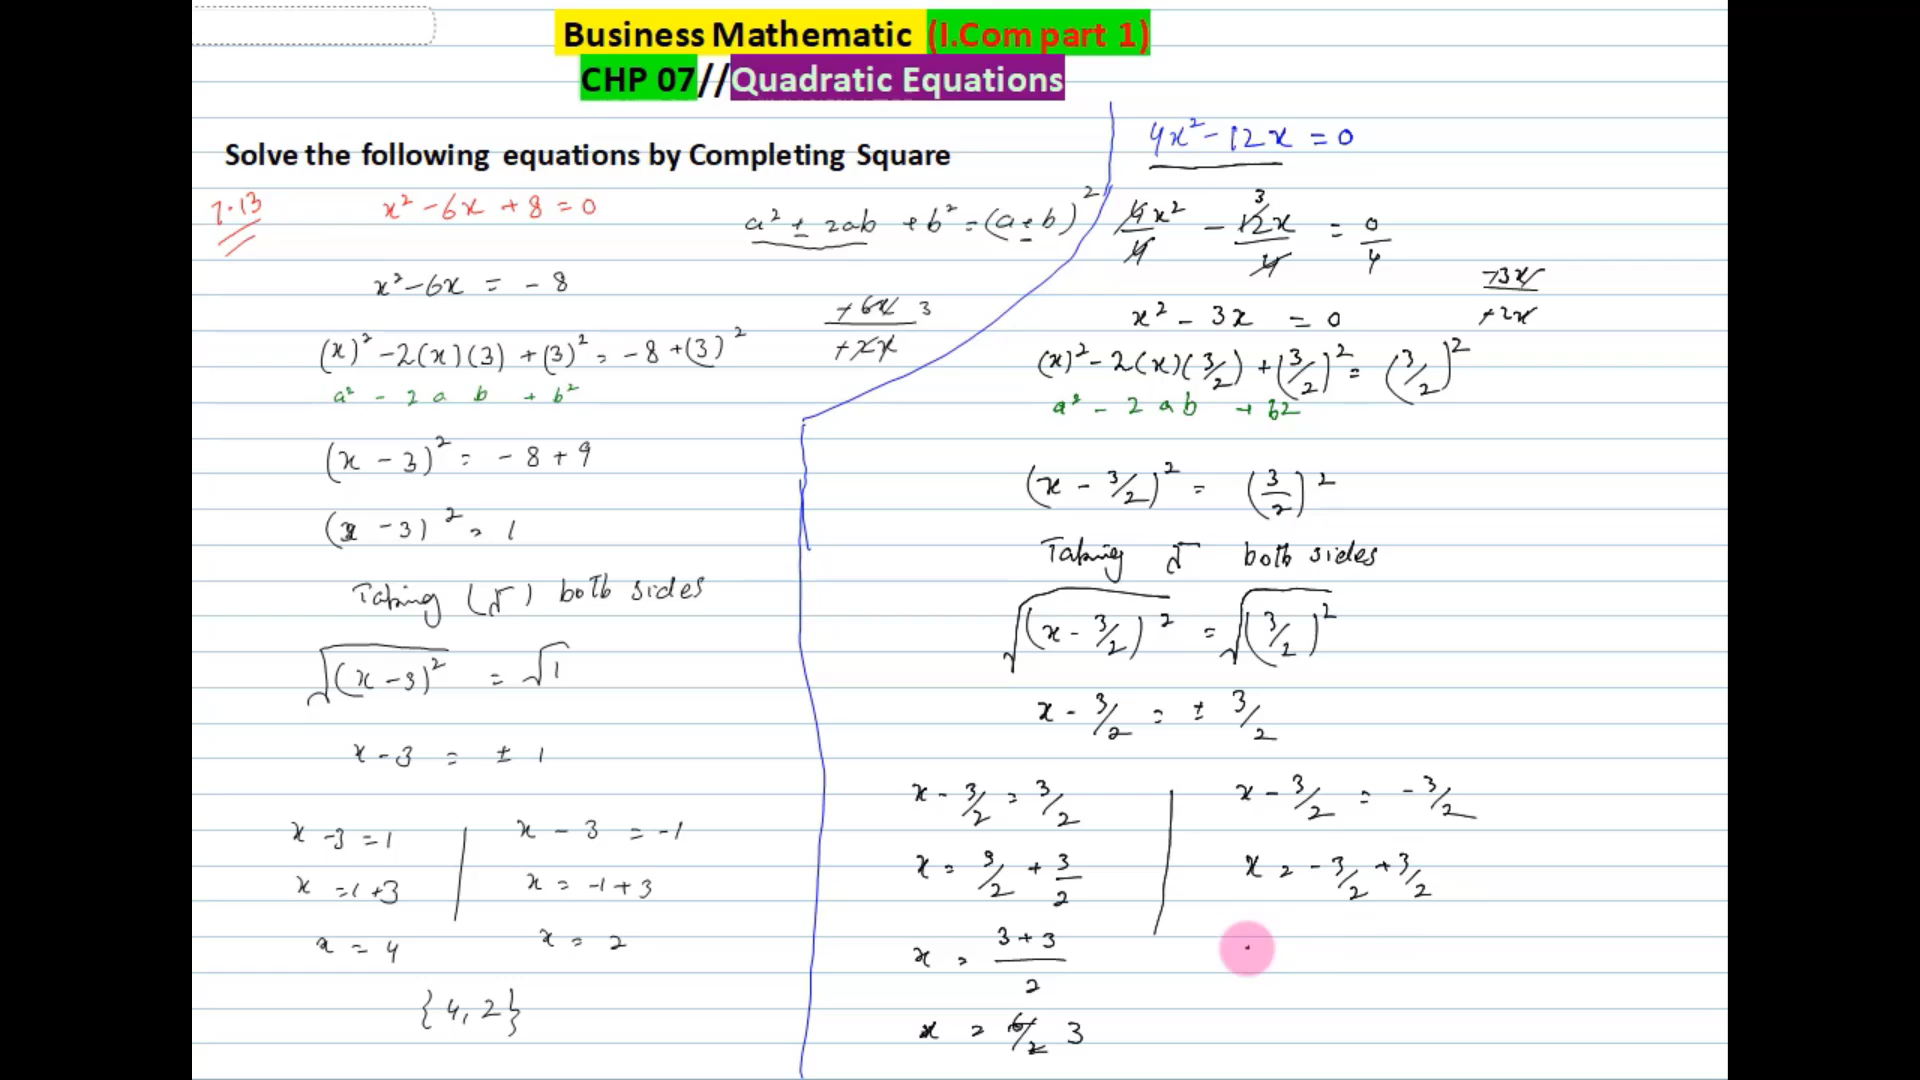 Business Mathematic (I.Com part 1)
CHP 07//Quadratic Equations
Solve the following equations by Completing Square
7.13
x² - 6x + 8 = 0
a² ± 2ab + b² = (a ± b)²
x² - 6x = - 8
+6x 3
+2x
(x)² - 2(x)(3) + (3)² = - 8 + (3)²
a² - 2 a b + b²
(x - 3)² = - 8 + 9
(x - 3)² = 1
Taking (√) both sides
√(x - 3)² = √1
x - 3 = ± 1
x - 3 = 1
x = 1 + 3
x = 4
x - 3 = -1
x = -1 + 3
x = 2
{4, 2}
4x² - 12x = 0
4x²/4 - 12x/4 = 0/4
3
x² - 3x = 0
+3x
+2x
(x)² - 2(x)(3/2) + (3/2)² = (3/2)²
a² - 2 a b + b2
(x - 3/2)² = (3/2)²
Taking √ both sides
√(x - 3/2)² = √(3/2)²
x - 3/2 = ± 3/2
x - 3/2 = 3/2
x = 3/2 + 3/2
x = 3 + 3/2
x = 6/2 3
x - 3/2 = - 3/2
x = - 3/2 + 3/2